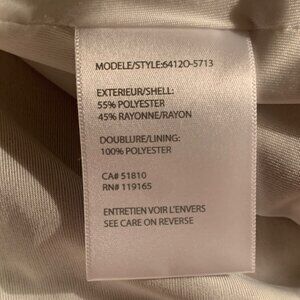 MODELE/STYLE:6412O-5713
EXTERIEUR/SHELL:
55% POLYESTER
45% RAYONNE/RAYON
DOUBLURE/LINING:
100% POLYESTER
CA# 51810
RN# 119165
ENTRETIEN VOIR L'ENVERS
SEE CARE ON REVERSE